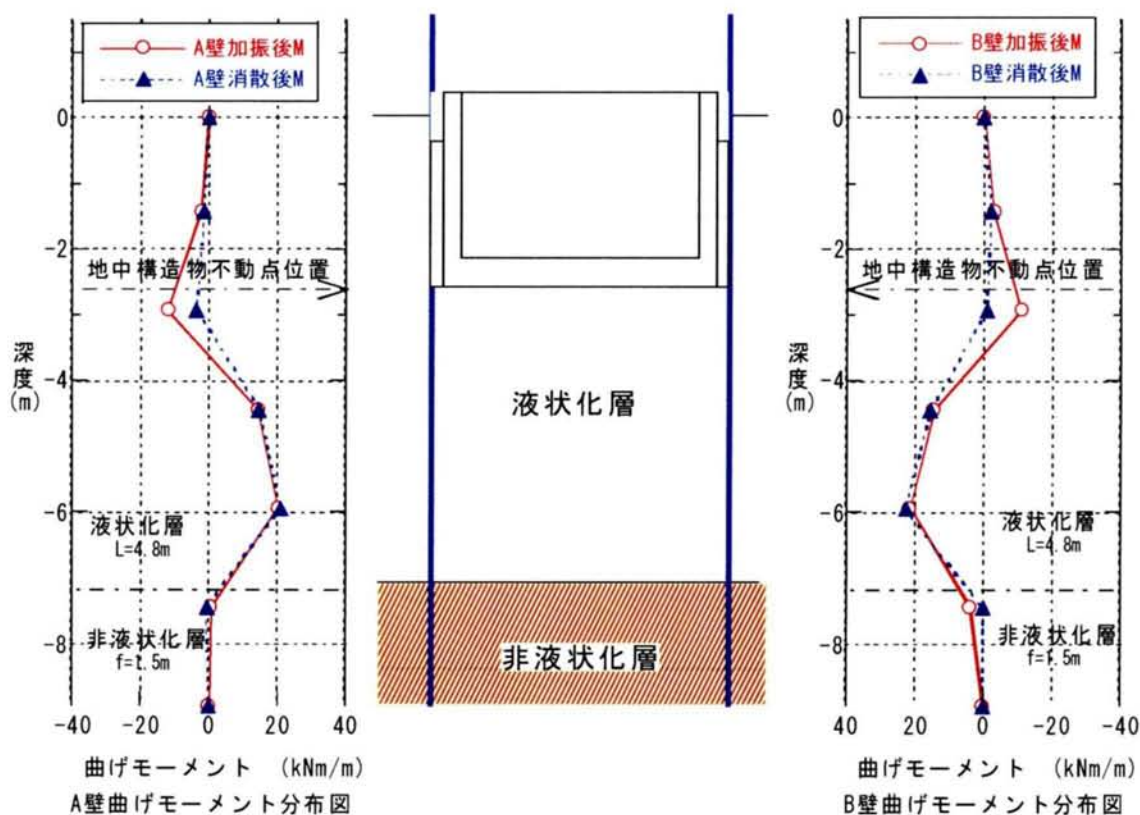 A壁加振後M
A壁消散後M
0
-2
地中構造物不動点位置
深度
(m)
-4
-6
液状化層
L=4.8m
-8
非液状化層
f=1.5m
-40
-20
0
20
40
曲げモーメント (kNm/m)
A壁曲げモーメント分布図
液状化層
非液状化層
B壁加振後M
B壁消散後M
0
-2
地中構造物不動点位置
深度
(m)
-4
-6
液状化層
L=4.8m
-8
非液状化層
f=1.5m
40
20
0
-20
-40
曲げモーメント (kNm/m)
B壁曲げモーメント分布図